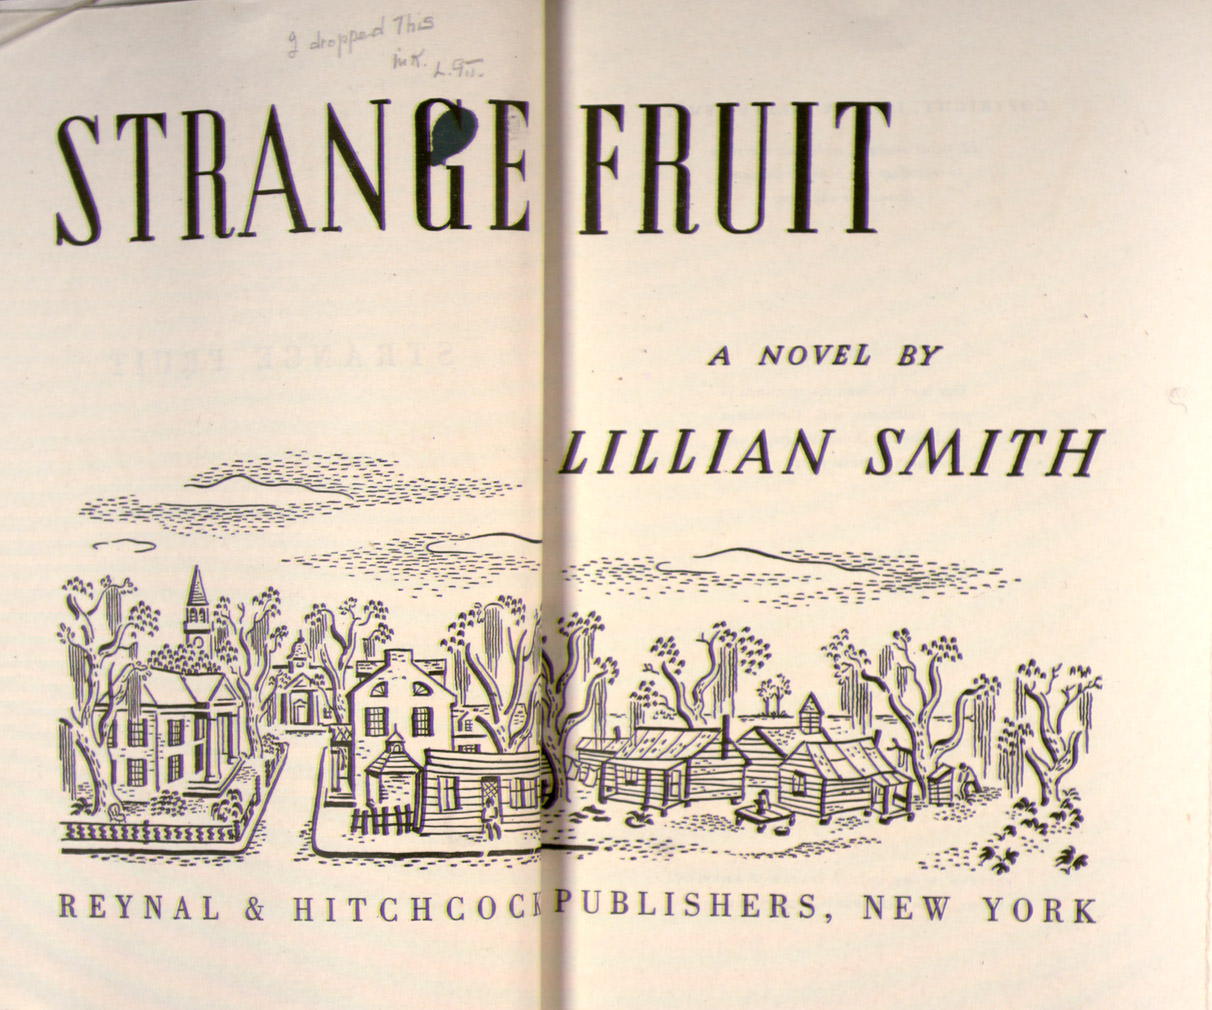 I dropped This
ink.
STRANGE FRUIT
A NOVEL BY
LILLIAN SMITH
REYNAL & HITCHCOCK PUBLISHERS, NEW YORK